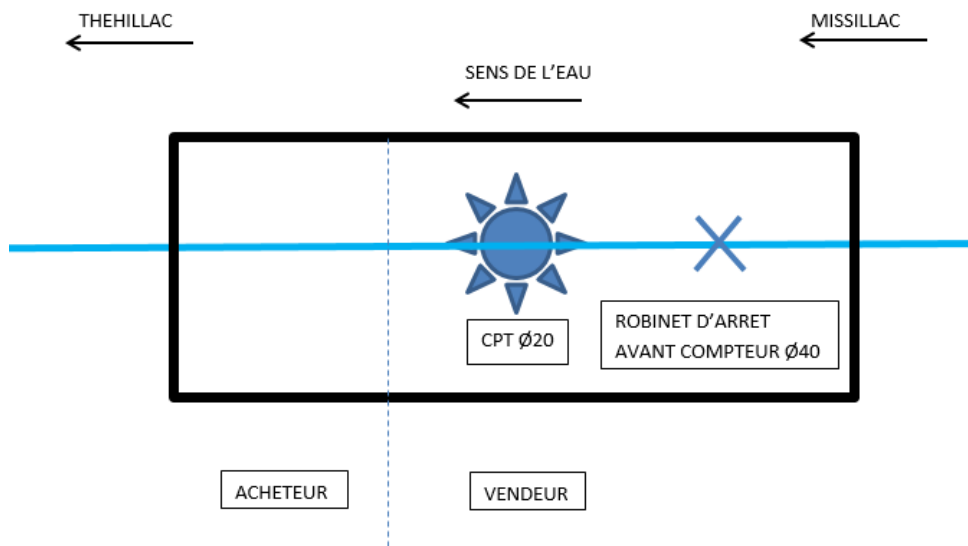 THEHILLAC
MISSILLAC
SENS DE L'EAU
CPT Ø20
ROBINET D'ARRET
AVANT COMPTEUR Ø40
ACHETEUR
VENDEUR